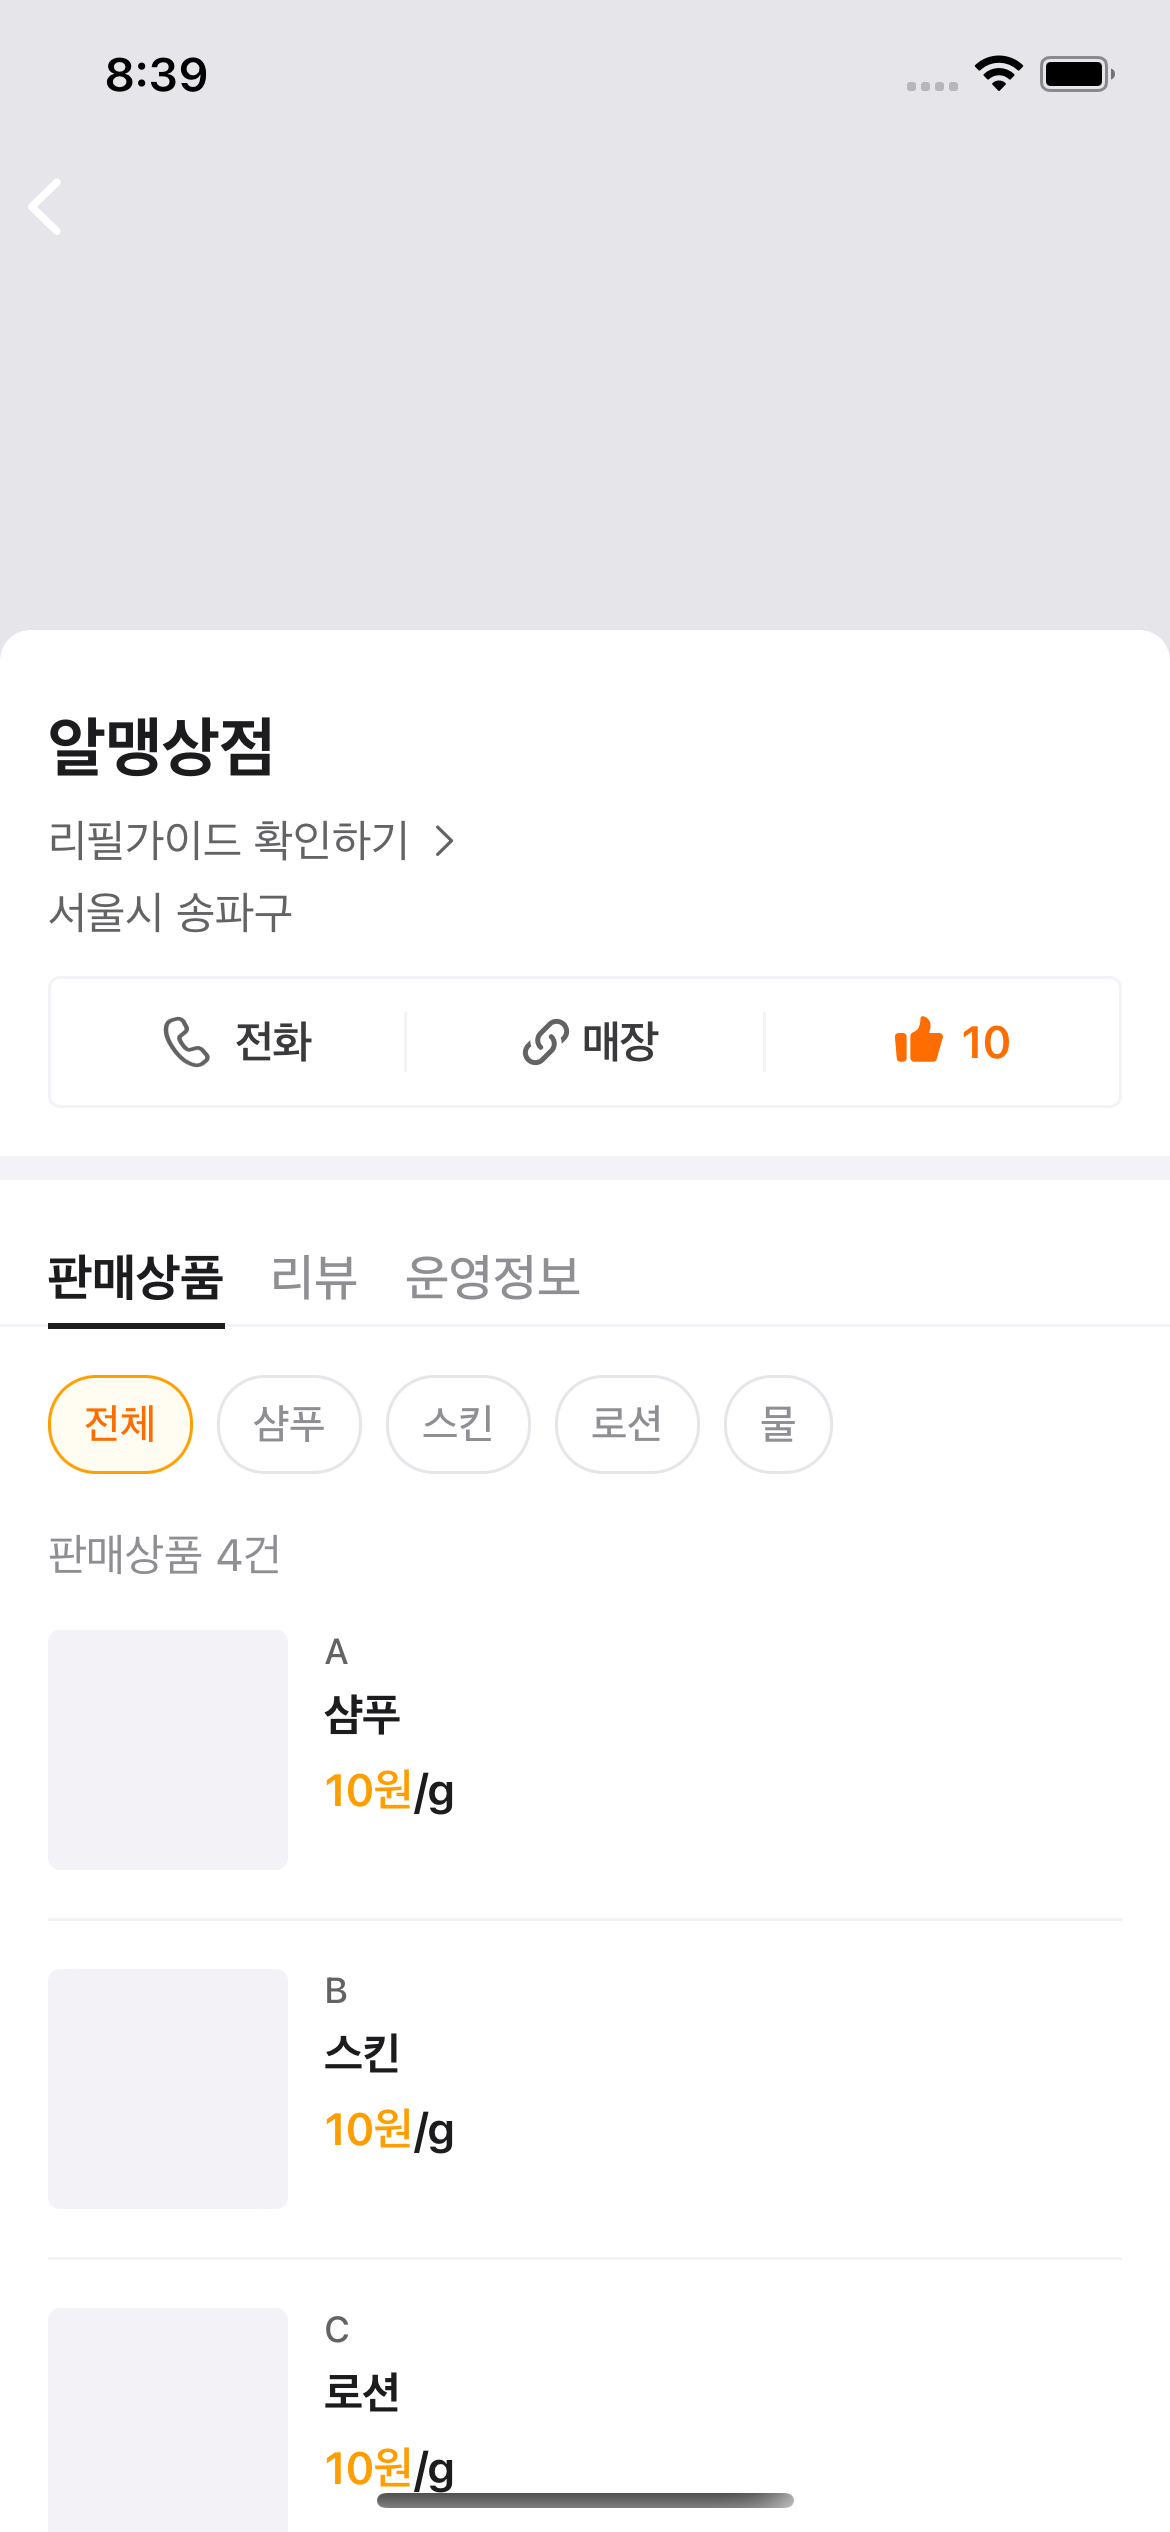 8:39
알맹상점
리필가이드 확인하기
서울시 송파구
전화 매장 10
판매상품 리뷰 운영정보
전체 샴푸 스킨 로션 물
판매상품 4건
A
샴푸
10원/g
B
스킨
10원/g
C
로션
10원/g